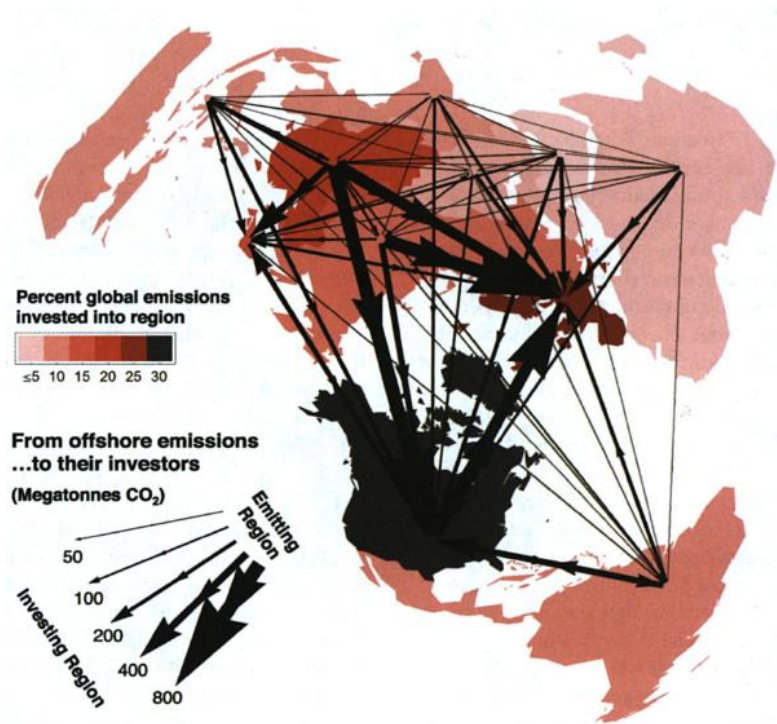 Percent global emissions
invested into region
≤5 10 15 20 25 30
From offshore emissions
...to their investors
(Megatonnes CO₂)
Emitting
Region
50
100
200
400
800
Investing Region